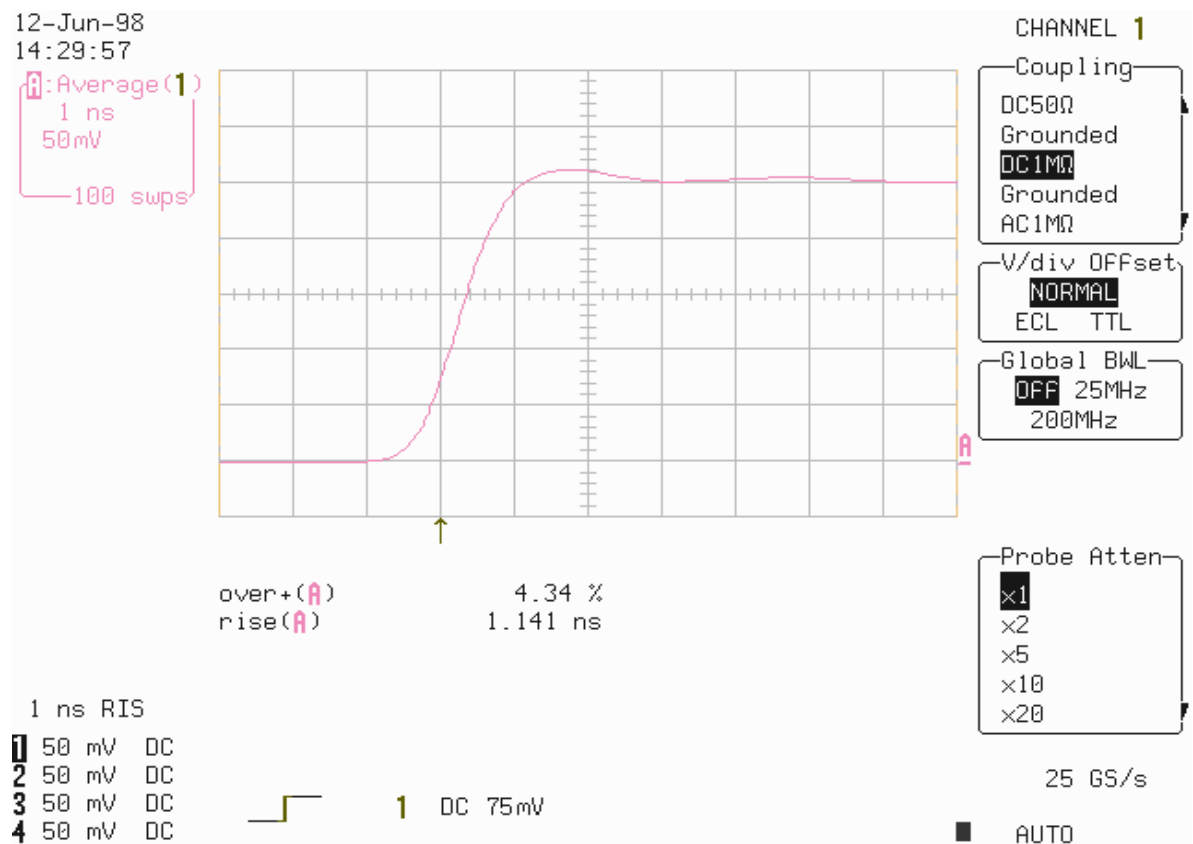 12-Jun-98
14:29:57
A:Average(1)
1 ns
50mV
100 swps
CHANNEL 1
Coupling
DC50Ω
Grounded
DC1MΩ
Grounded
AC1MΩ
V/div Offset
NORMAL
ECL TTL
Global BWL
OFF 25MHz
200MHz
A
over+(A) 4.34 %
rise(A) 1.141 ns
Probe Atten
×1
×2
×5
×10
×20
1 ns RIS
1 50 mV DC
2 50 mV DC
3 50 mV DC
4 50 mV DC
1 DC 75mV
25 GS/s
AUTO